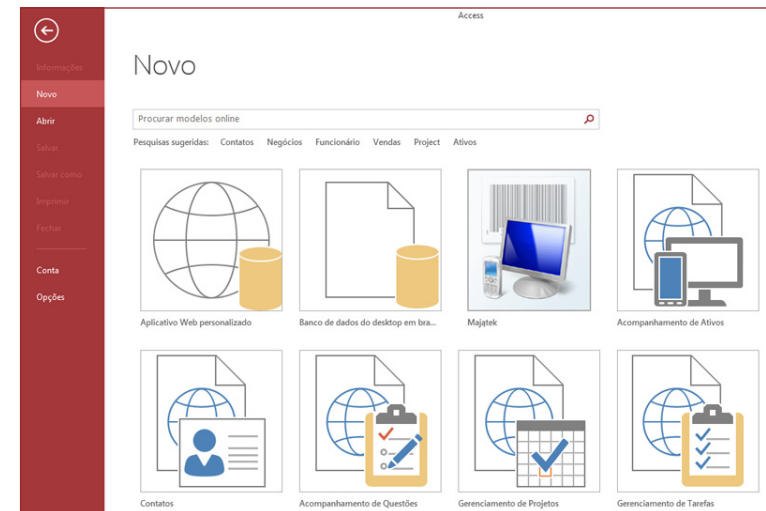 Access
Informações
Novo
Abrir
Salvar
Salvar como
Imprimir
Fechar
Conta
Opções
Novo
Procurar modelos online
Pesquisas sugeridas: Contatos Negócios Funcionário Vendas Project Ativos
Aplicativo Web personalizado
Banco de dados do desktop em bra...
Majątek
Acompanhamento de Ativos
Contatos
Acompanhamento de Questões
Gerenciamento de Projetos
Gerenciamento de Tarefas